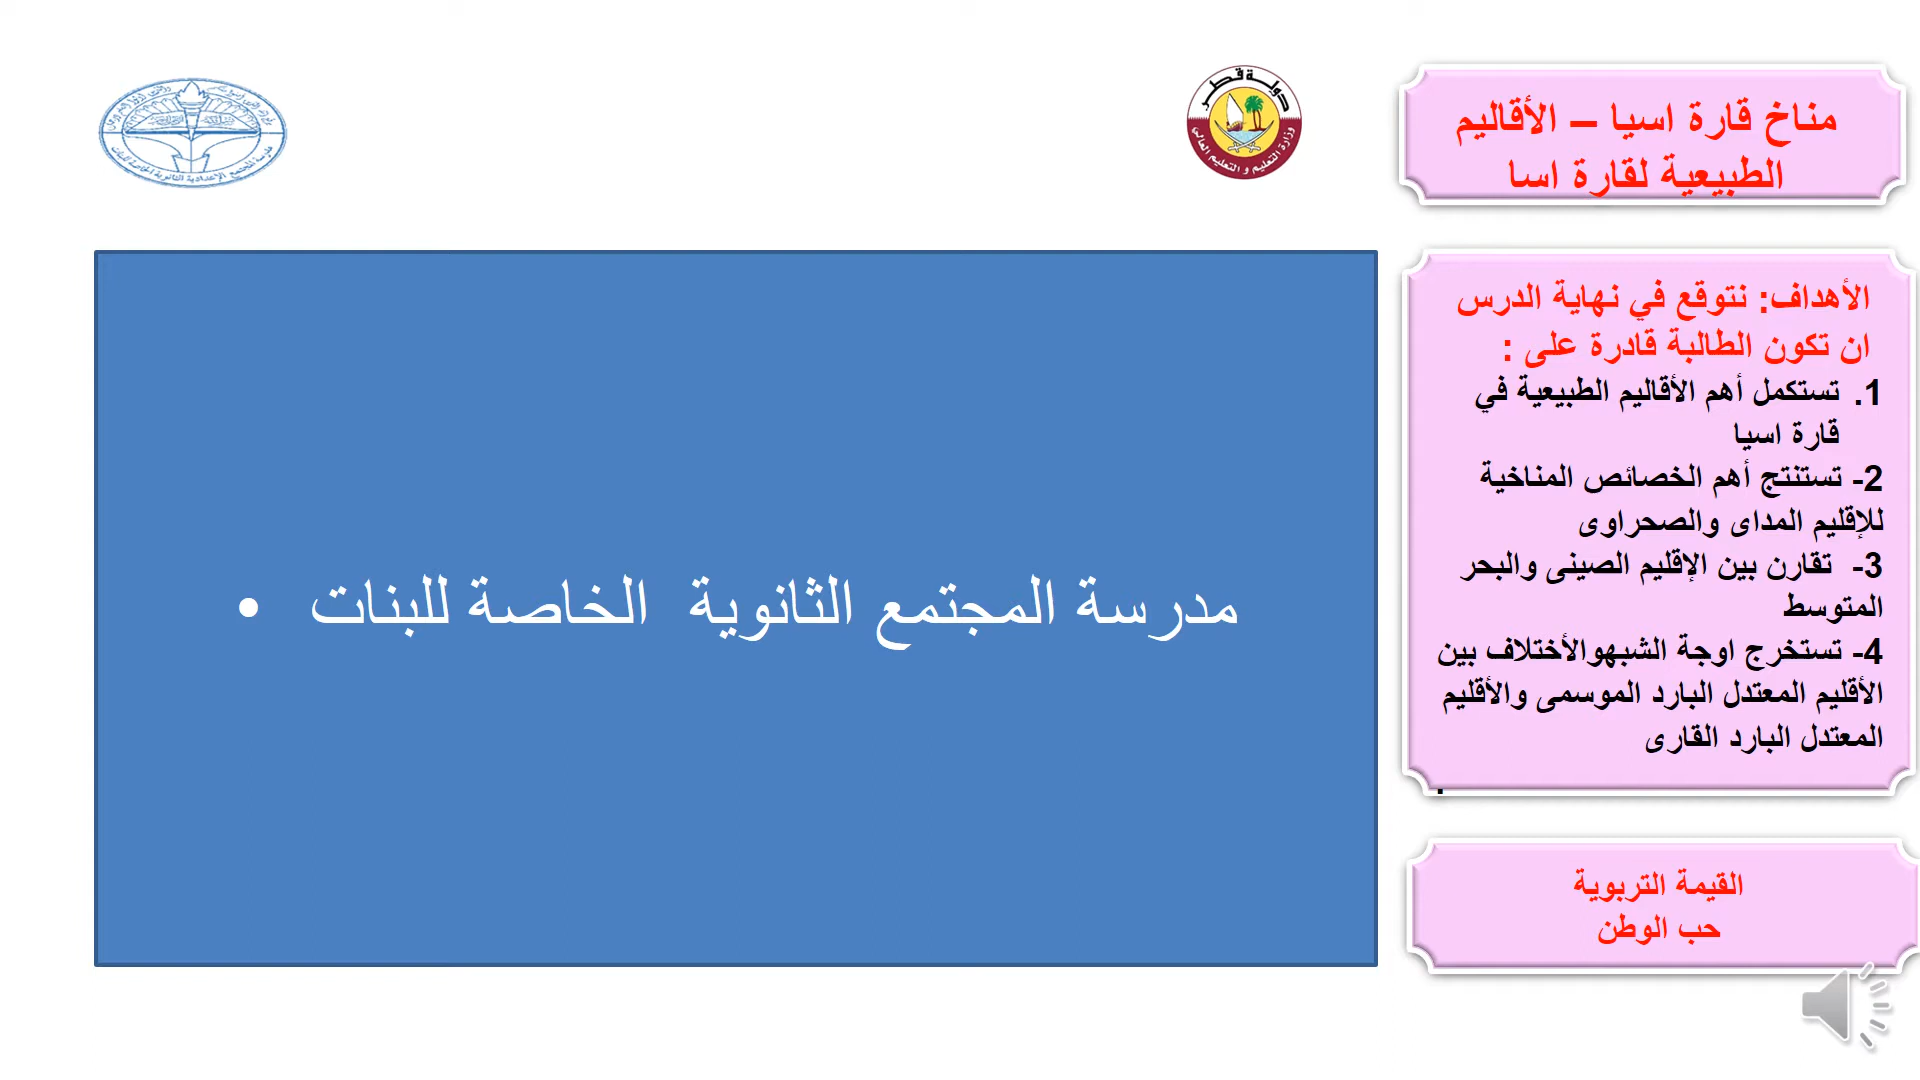 دولة قطر
وزارة التعليم و التعليم العالي
مناخ قارة اسيا – الأقاليم
الطبيعية لقارة اسا
الأهداف: نتوقع في نهاية الدرس
ان تكون الطالبة قادرة على :
1. تستكمل أهم الأقاليم الطبيعية في
قارة اسيا
2- تستنتج أهم الخصائص المناخية
للإقليم المداى والصحراوى
3- تقارن بين الإقليم الصينى والبحر
المتوسط
4- تستخرج اوجة الشبهوالأختلاف بين
الأقليم المعتدل البارد الموسمى والأقليم
المعتدل البارد القارى
.
مدرسة المجتمع الثانوية الخاصة للبنات •
القيمة التربوية
حب الوطن